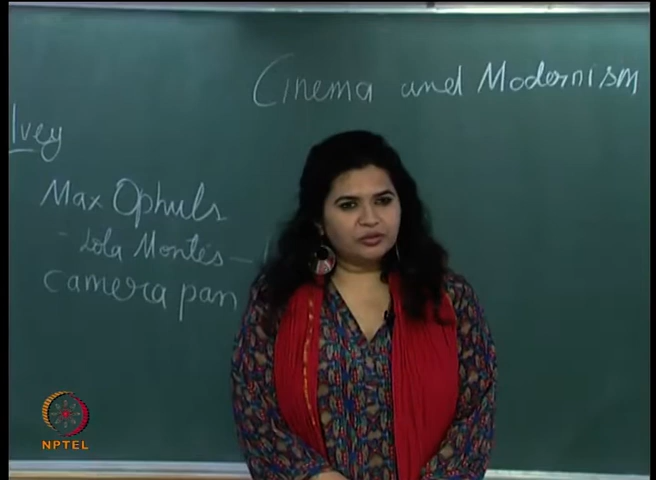 Cinema and Modernism
lvey
Max Ophuls
- Lola Montes -
camera pan
NPTEL